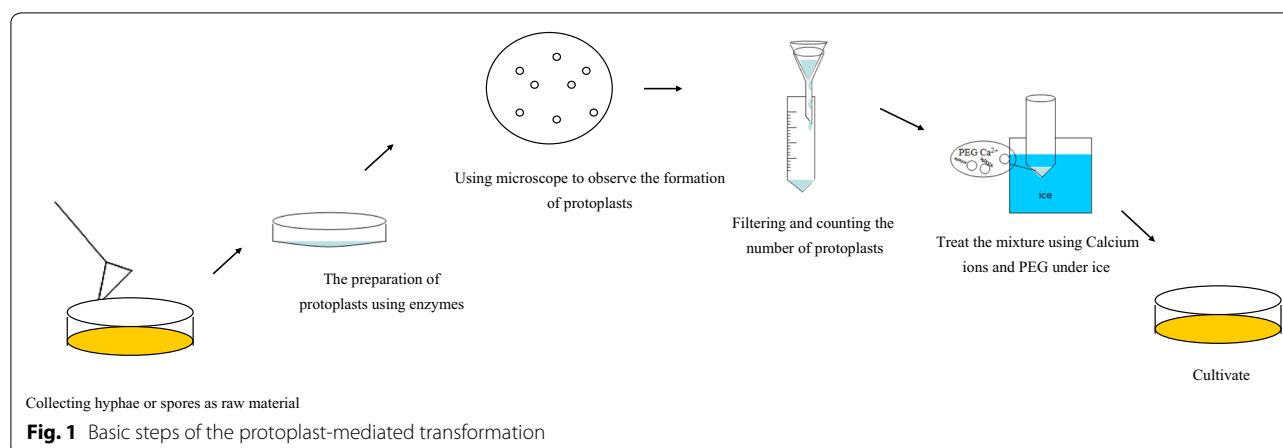 Collecting hyphae or spores as raw material
The preparation of
protoplasts using enzymes
Using microscope to observe the formation
of protoplasts
Filtering and counting the
number of protoplasts
PEG Ca²⁺
ice
Treat the mixture using Calcium
ions and PEG under ice
Cultivate
Fig. 1 Basic steps of the protoplast-mediated transformation